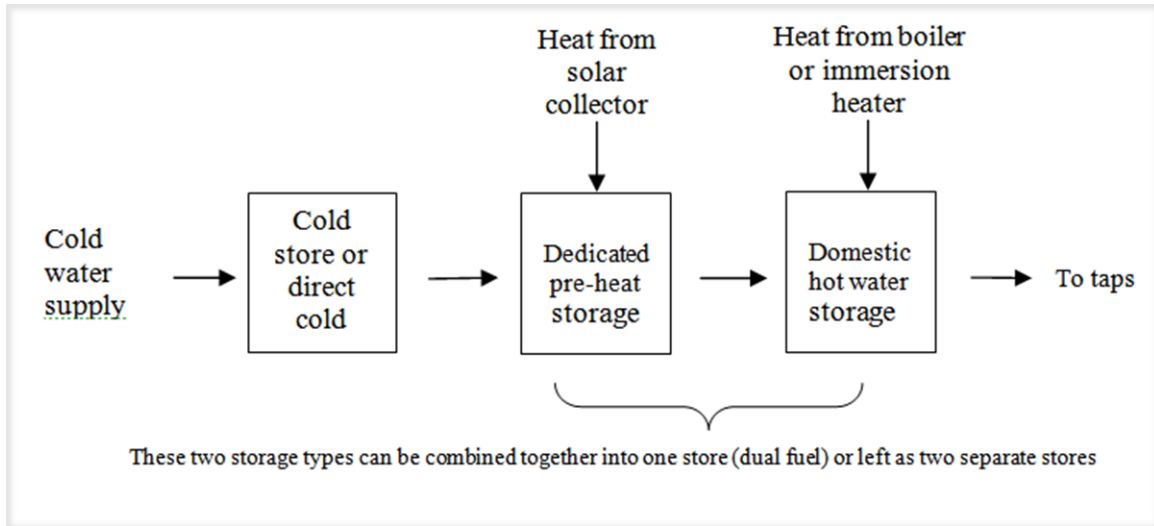 Heat from
solar
collector
Heat from boiler
or immersion
heater
Cold
water
supply
Cold
store or
direct
cold
Dedicated
pre-heat
storage
Domestic
hot water
storage
To taps
These two storage types can be combined together into one store (dual fuel) or left as two separate stores